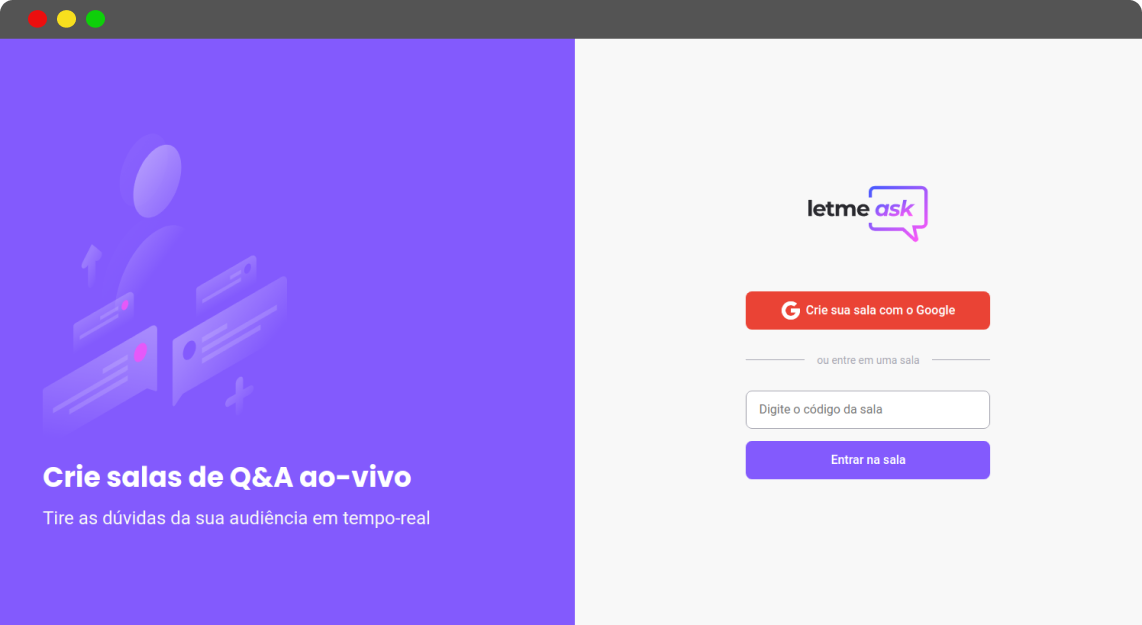 letme ask
Crie sua sala com o Google
ou entre em uma sala
Digite o código da sala
Entrar na sala
Crie salas de Q&A ao-vivo
Tire as dúvidas da sua audiência em tempo-real